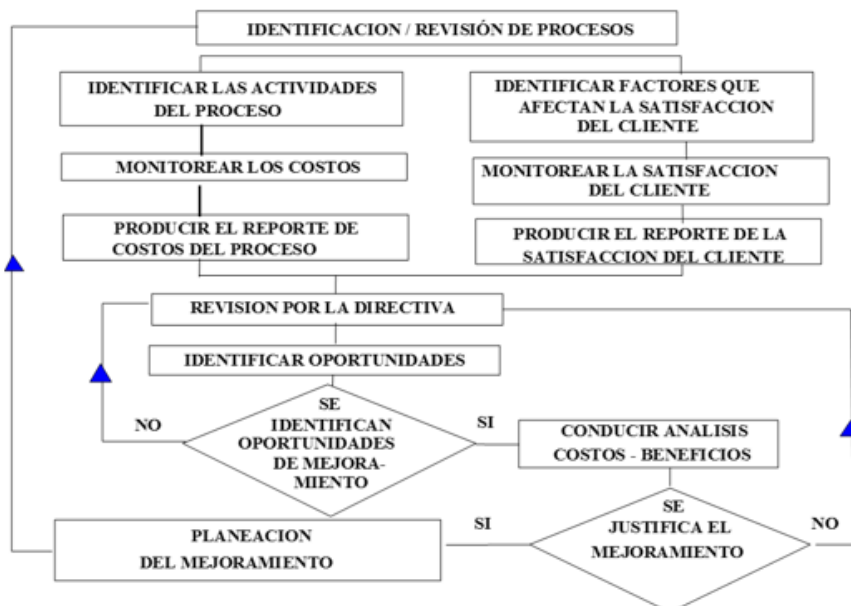 IDENTIFICACION / REVISIÓN DE PROCESOS
IDENTIFICAR LAS ACTIVIDADES
DEL PROCESO
IDENTIFICAR FACTORES QUE
AFECTAN LA SATISFACCION
DEL CLIENTE
MONITOREAR LOS COSTOS
MONITOREAR LA SATISFACCION
DEL CLIENTE
PRODUCIR EL REPORTE DE
COSTOS DEL PROCESO
PRODUCIR EL REPORTE DE LA
SATISFACCION DEL CLIENTE
REVISION POR LA DIRECTIVA
IDENTIFICAR OPORTUNIDADES
NO
SE
IDENTIFICAN
OPORTUNIDADES
DE MEJORA-
MIENTO
SI
CONDUCIR ANALISIS
COSTOS - BENEFICIOS
PLANEACION
DEL MEJORAMIENTO
SI
SE
JUSTIFICA EL
MEJORAMIENTO
NO